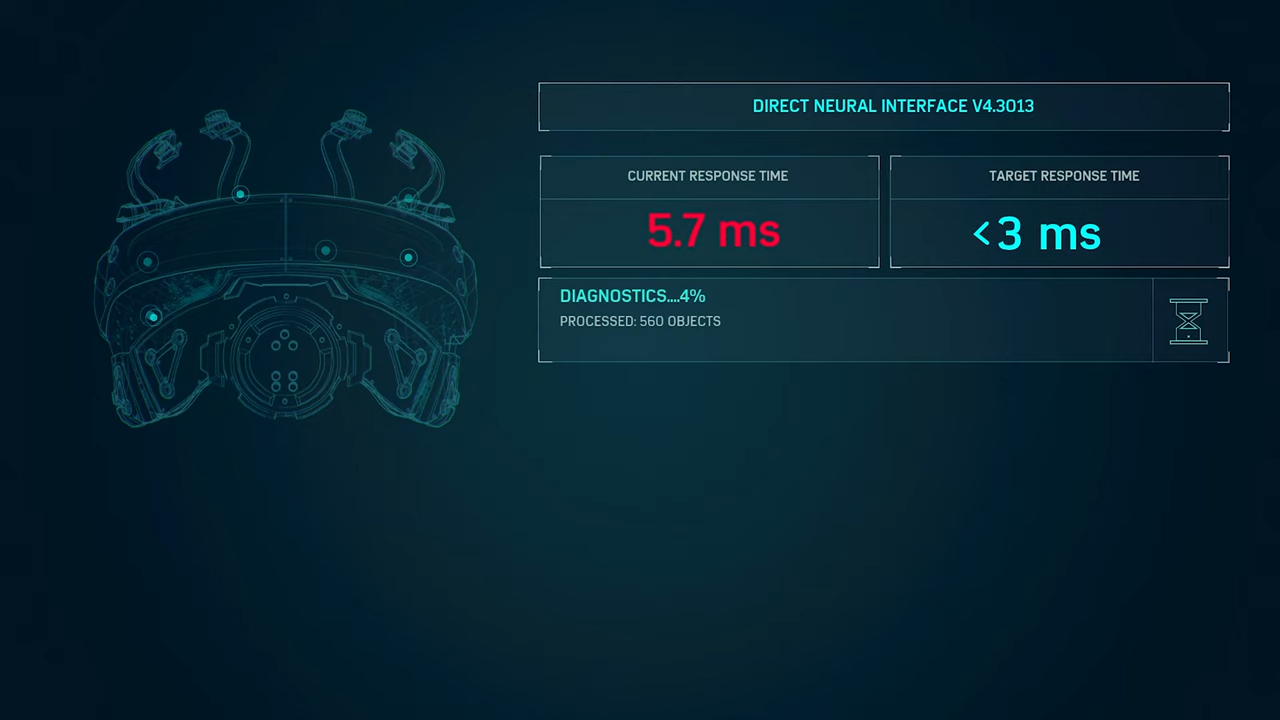 DIRECT NEURAL INTERFACE V4.3013
CURRENT RESPONSE TIME
5.7 ms
TARGET RESPONSE TIME
<3 ms
DIAGNOSTICS....4%
PROCESSED: 560 OBJECTS